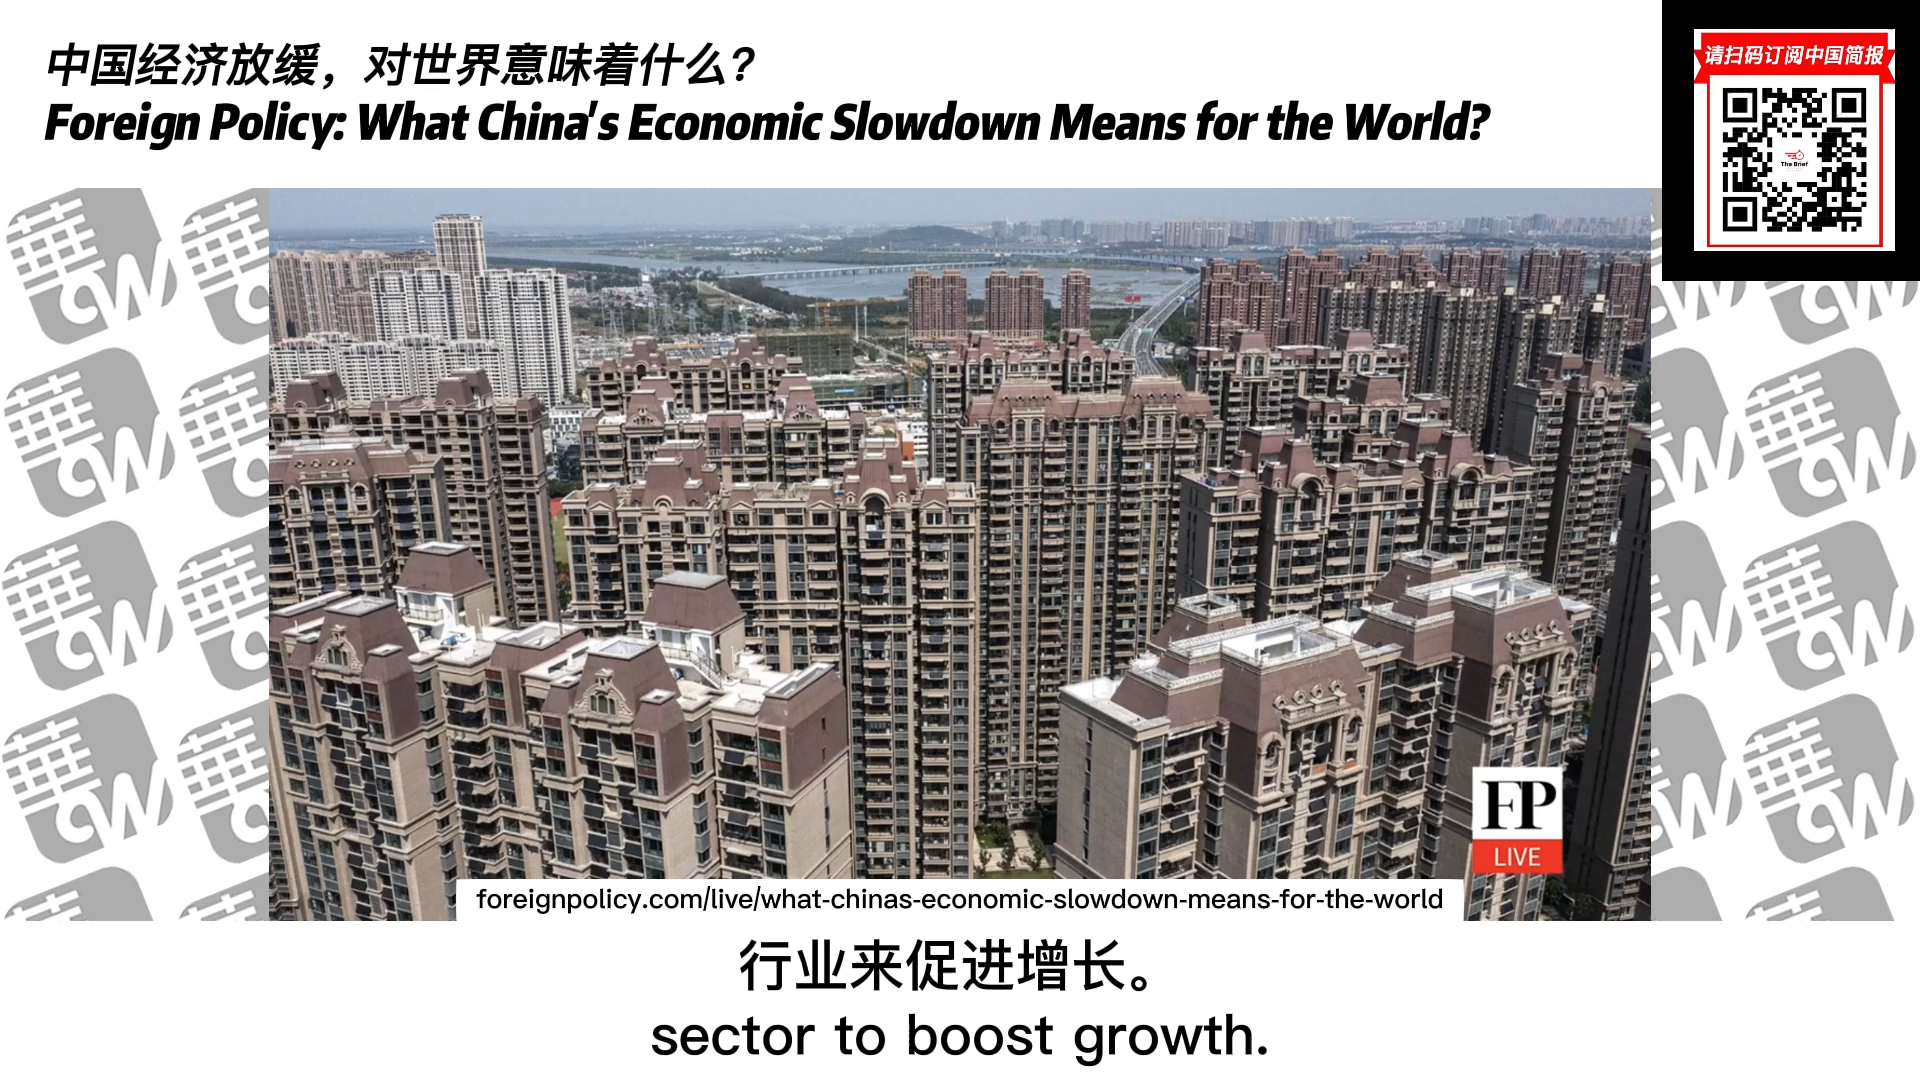 中国经济放缓，对世界意味着什么？
Foreign Policy: What China's Economic Slowdown Means for the World?
请扫码订阅中国简报
The Brief
華
FP
LIVE
foreignpolicy.com/live/what-chinas-economic-slowdown-means-for-the-world
行业来促进增长。
sector to boost growth.